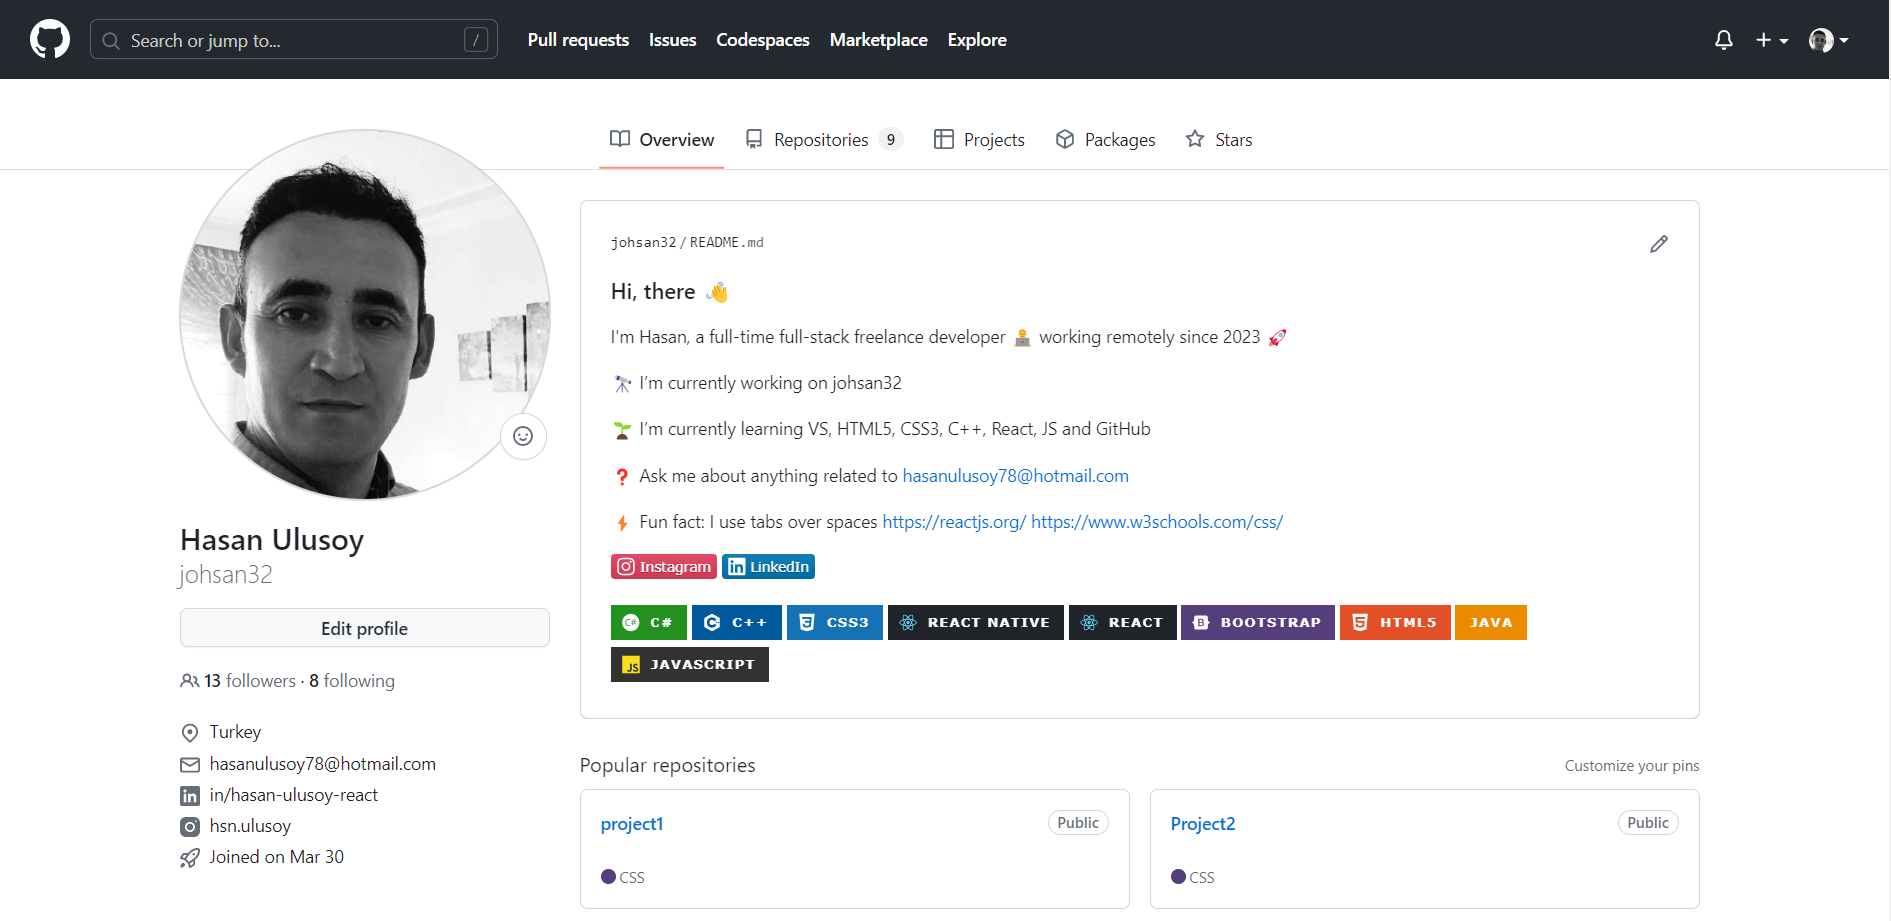 Search or jump to... /
Pull requests Issues Codespaces Marketplace Explore
Overview Repositories 9 Projects Packages Stars
Hasan Ulusoy
johsan32
Edit profile
13 followers · 8 following
Turkey
hasanulusoy78@hotmail.com
in/hasan-ulusoy-react
hsn.ulusoy
Joined on Mar 30
johsan32/README.md
Hi, there 👋
I'm Hasan, a full-time full-stack freelance developer working remotely since 2023 🚀
🔭 I’m currently working on johsan32
🌱 I’m currently learning VS, HTML5, CSS3, C++, React, JS and GitHub
❓ Ask me about anything related to hasanulusoy78@hotmail.com
⚡ Fun fact: I use tabs over spaces https://reactjs.org/ https://www.w3schools.com/css/
Instagram LinkedIn
C# C++ CSS3 REACT NATIVE REACT BOOTSTRAP HTML5 JAVA
JS JAVASCRIPT
Popular repositories Customize your pins
project1 Public
CSS
Project2 Public
CSS